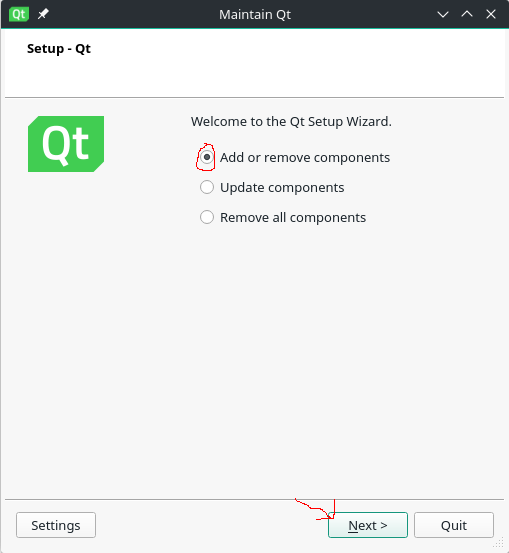 Qt
Maintain Qt
Setup - Qt
Qt
Welcome to the Qt Setup Wizard.
Add or remove components
Update components
Remove all components
Settings
Next >
Quit